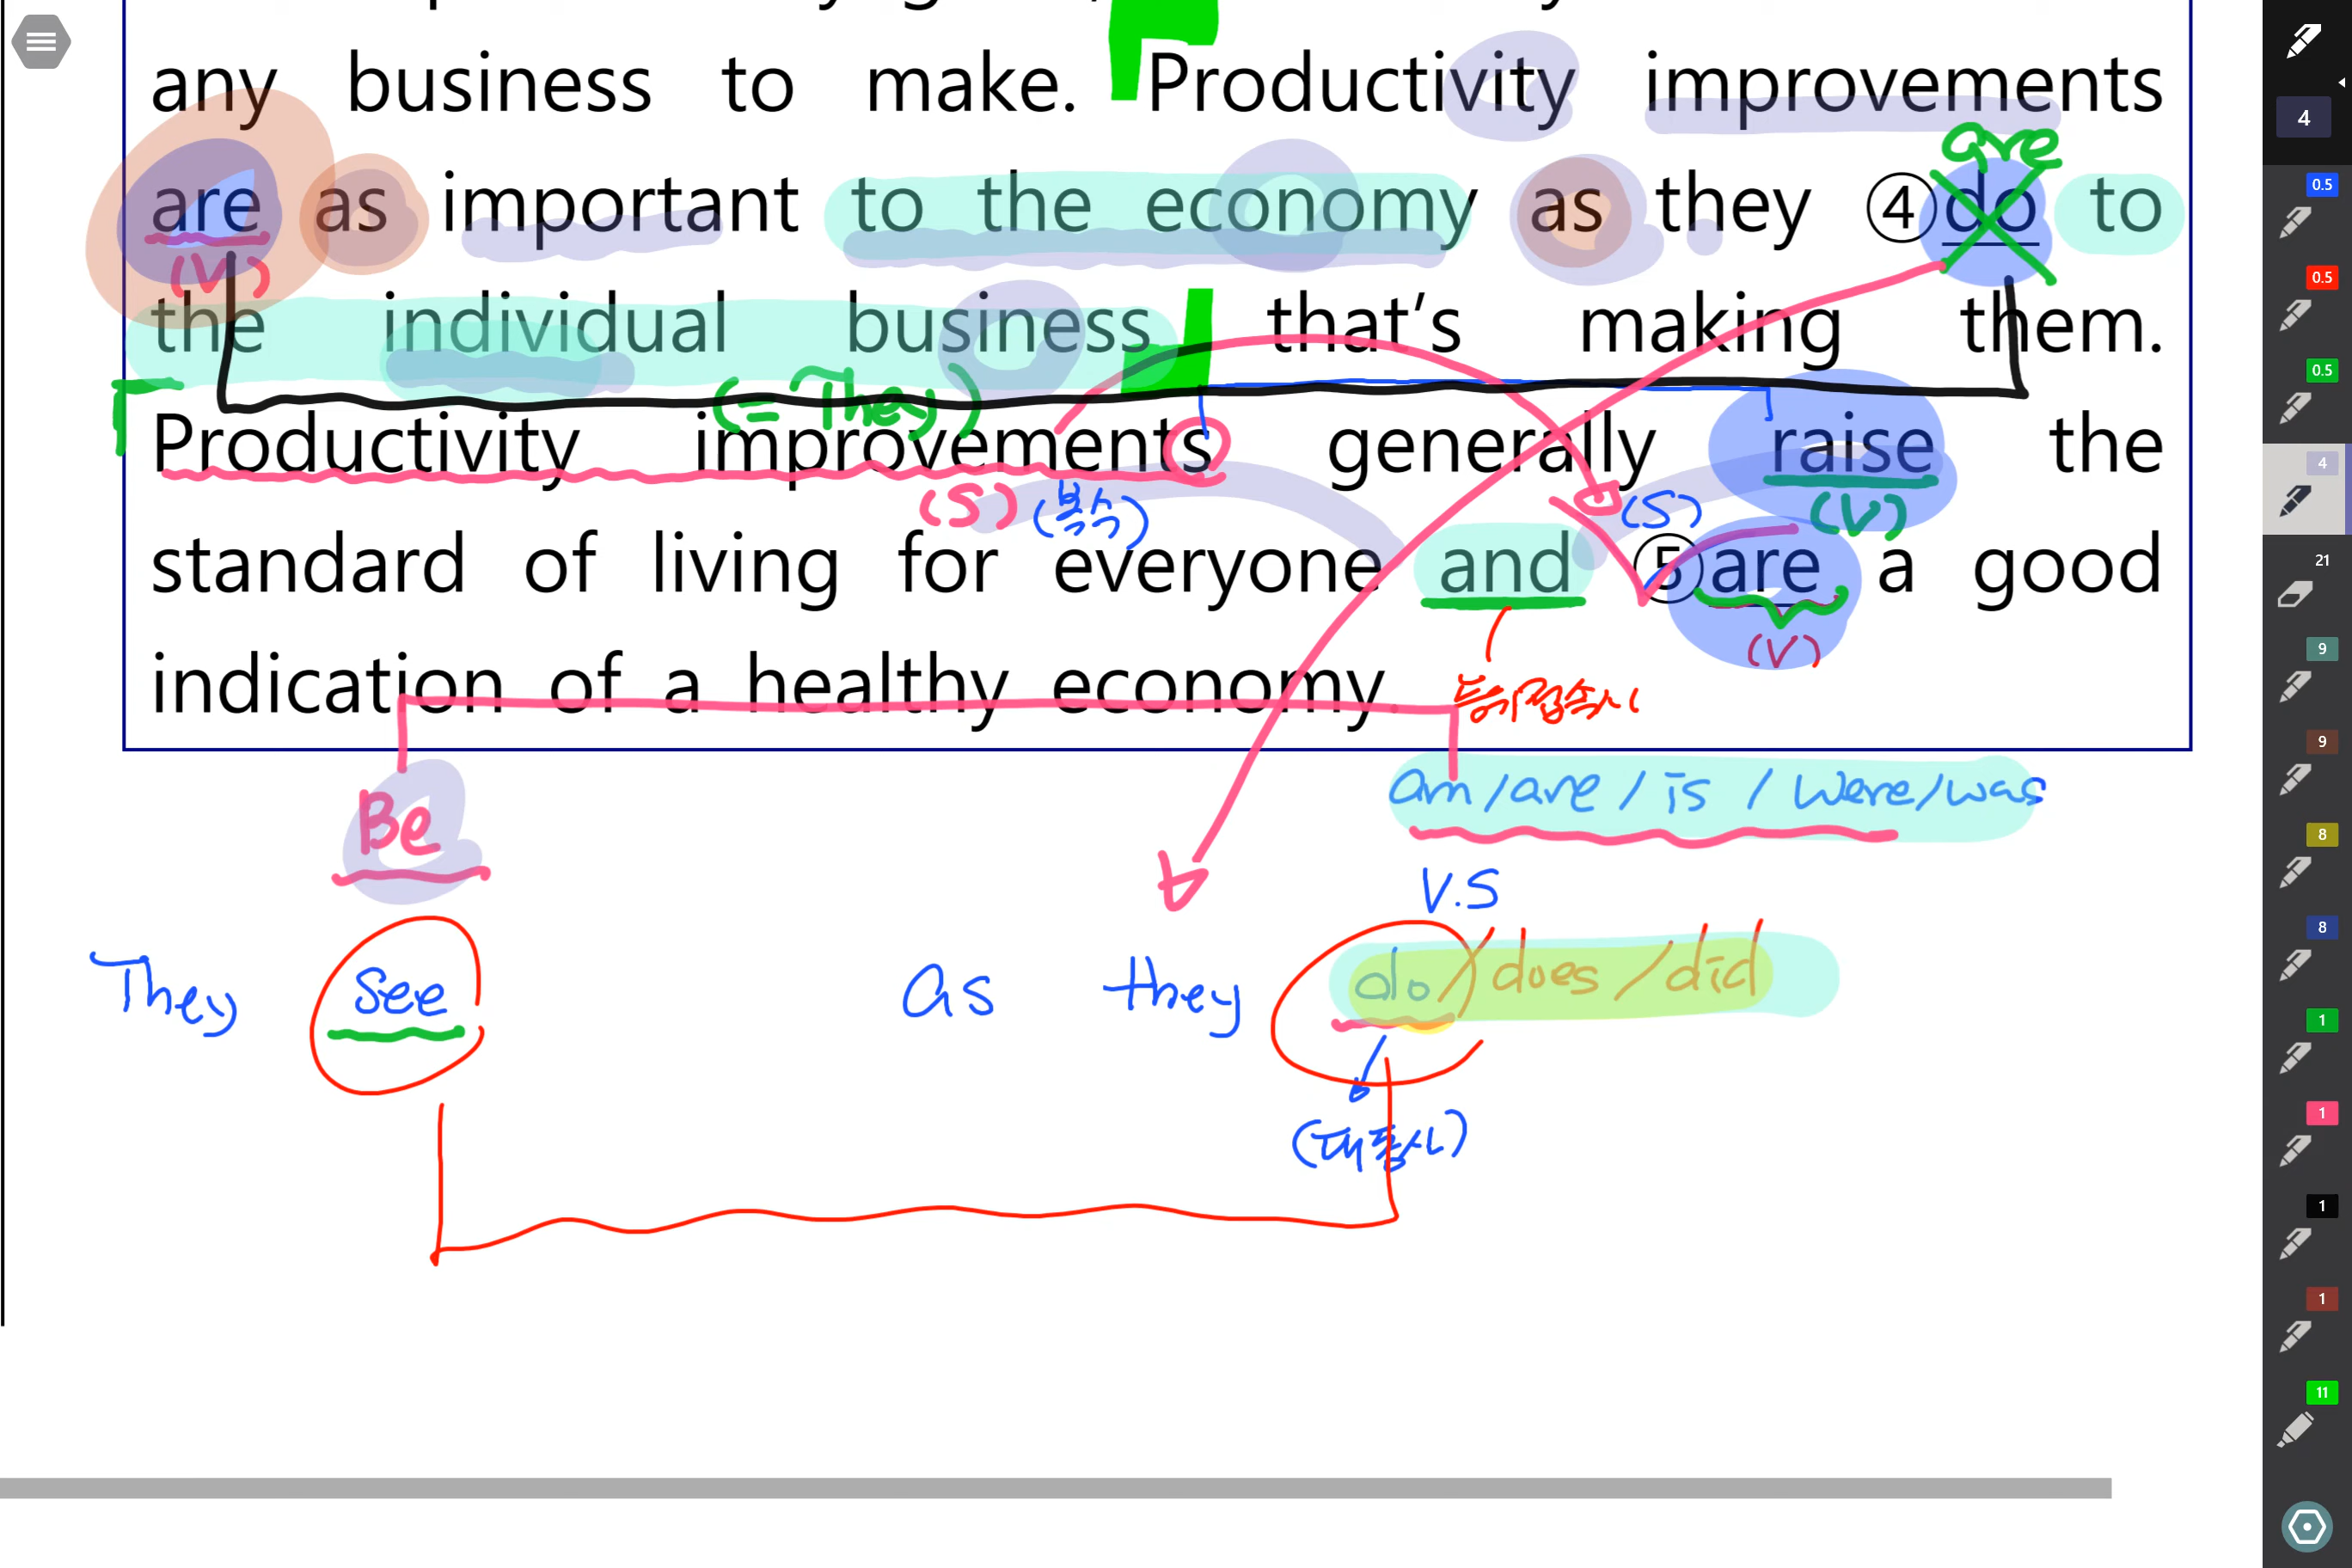 any business to make. Productivity improvements
are
are as important to the economy as they ④do to
(V)
the individual business that's making them.
(= They)
Productivity improvements generally raise the
(S) (복수) (S) (V)
standard of living for everyone and ⑤are a good
(V)
indication of a healthy economy.
등위접속사
Be am/are/is/were/was
V.S
They see as they do/does/did
(대동사)
4
0.5
0.5
0.5
4
21
9
9
8
8
1
1
1
1
11